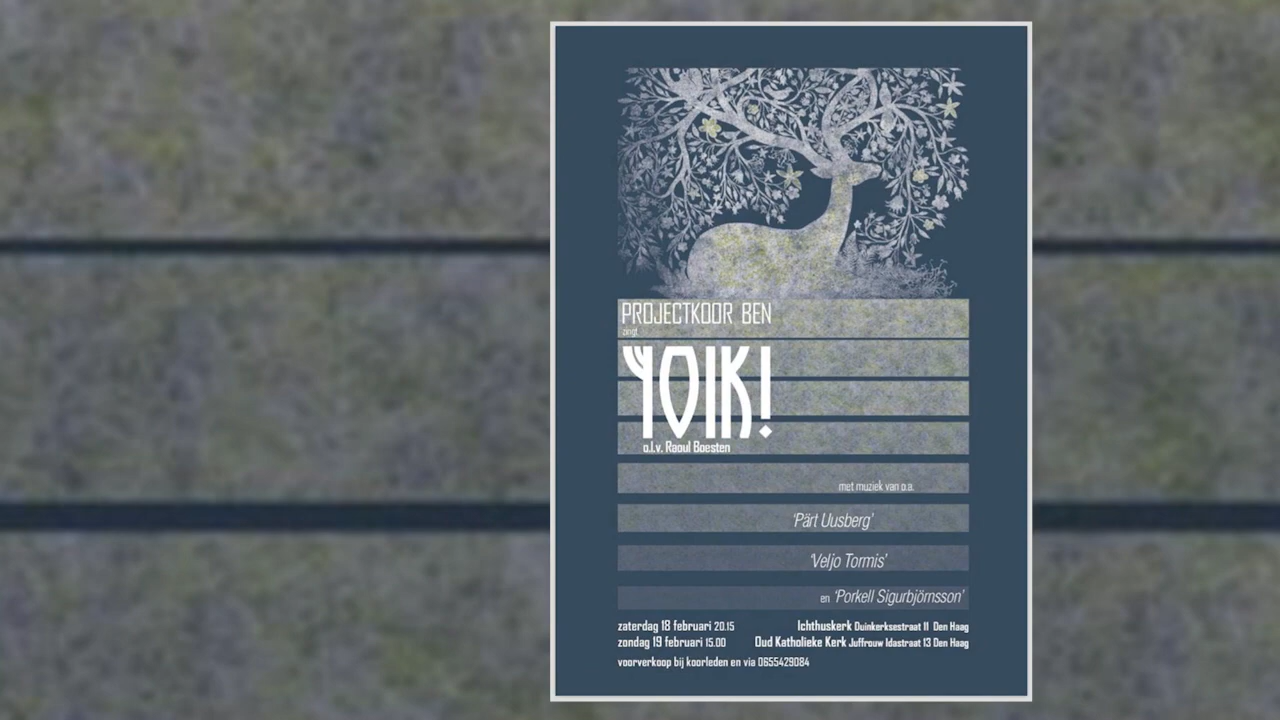 PROJECTKOOR BEN
zingt
YOIK!
o.l.v. Raoul Boesten
met muziek van o.a.
‘Pärt Uusberg’
‘Veljo Tormis’
en ‘Porkell Sigurbjörnsson’
zaterdag 18 februari 20.15 Ichthuskerk Duinkerksestraat 11 Den Haag
zondag 19 februari 15.00 Oud Katholieke Kerk Juffrouw Idastraat 13 Den Haag
voorverkoop bij koorleden en via 0655429084